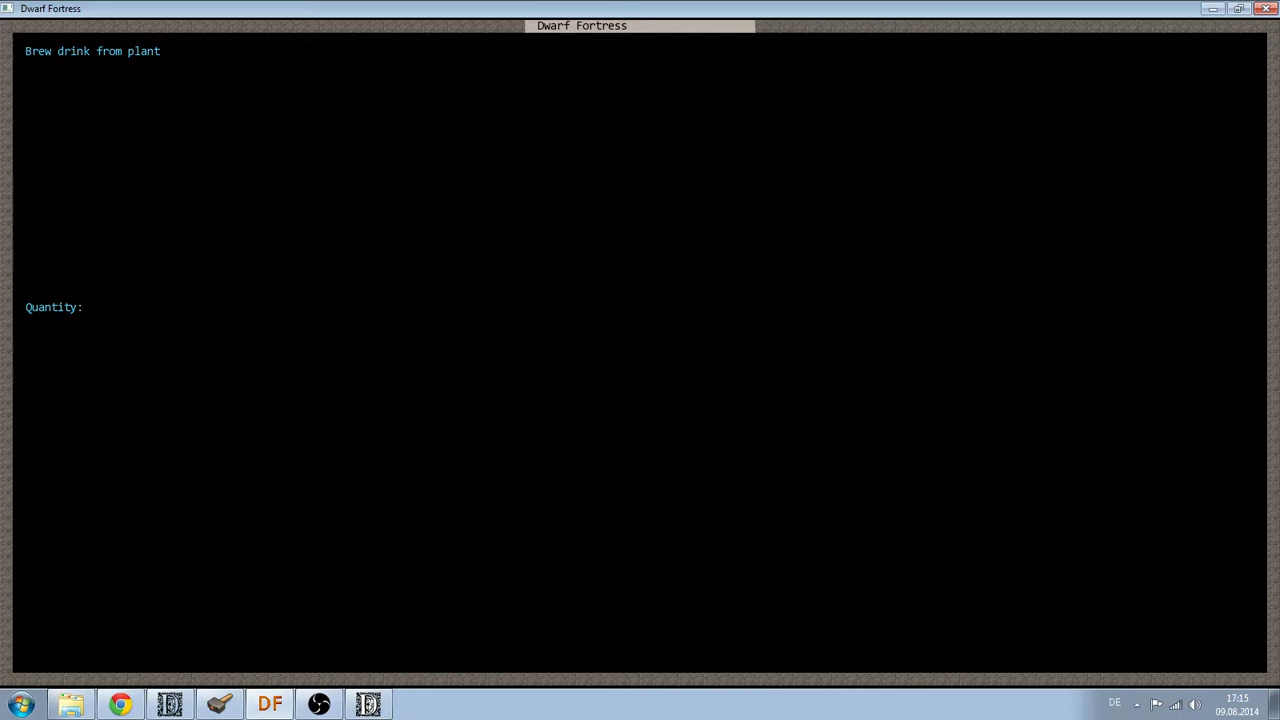 Dwarf Fortress
Dwarf Fortress
Brew drink from plant
Quantity:
DF
DE
17:15
09.08.2014